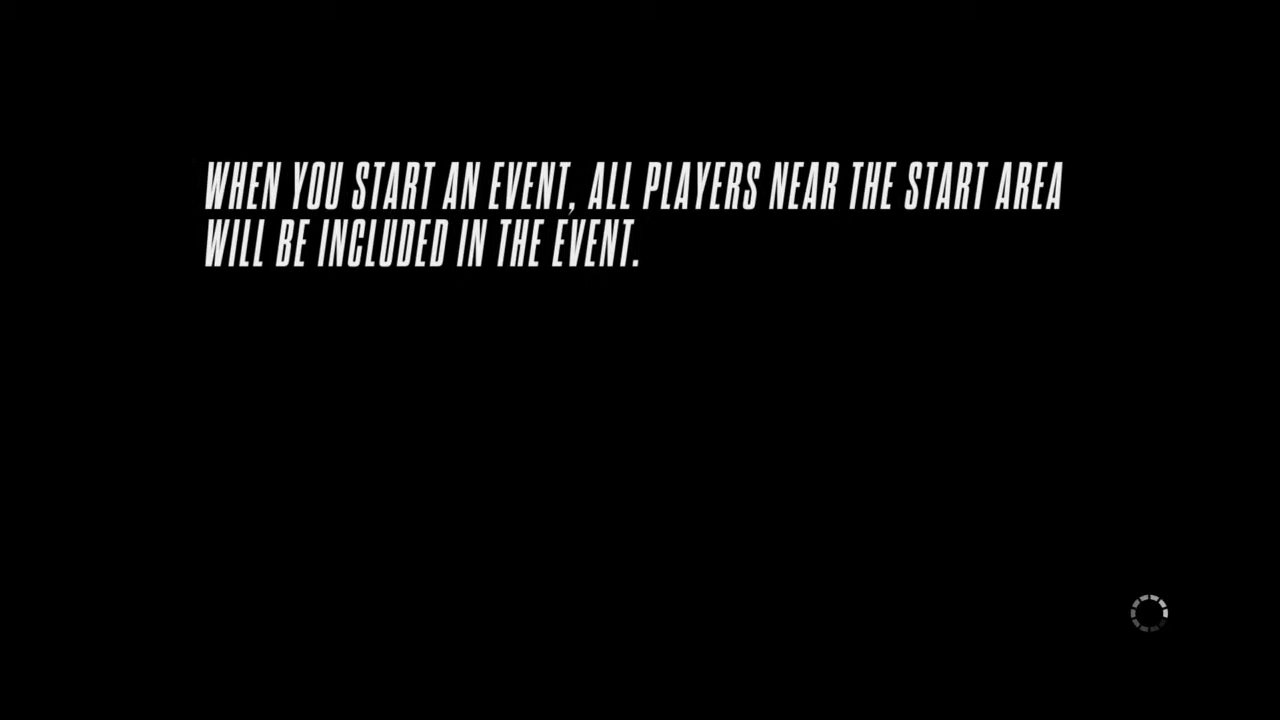 WHEN YOU START AN EVENT, ALL PLAYERS NEAR THE START AREA
WILL BE INCLUDED IN THE EVENT.